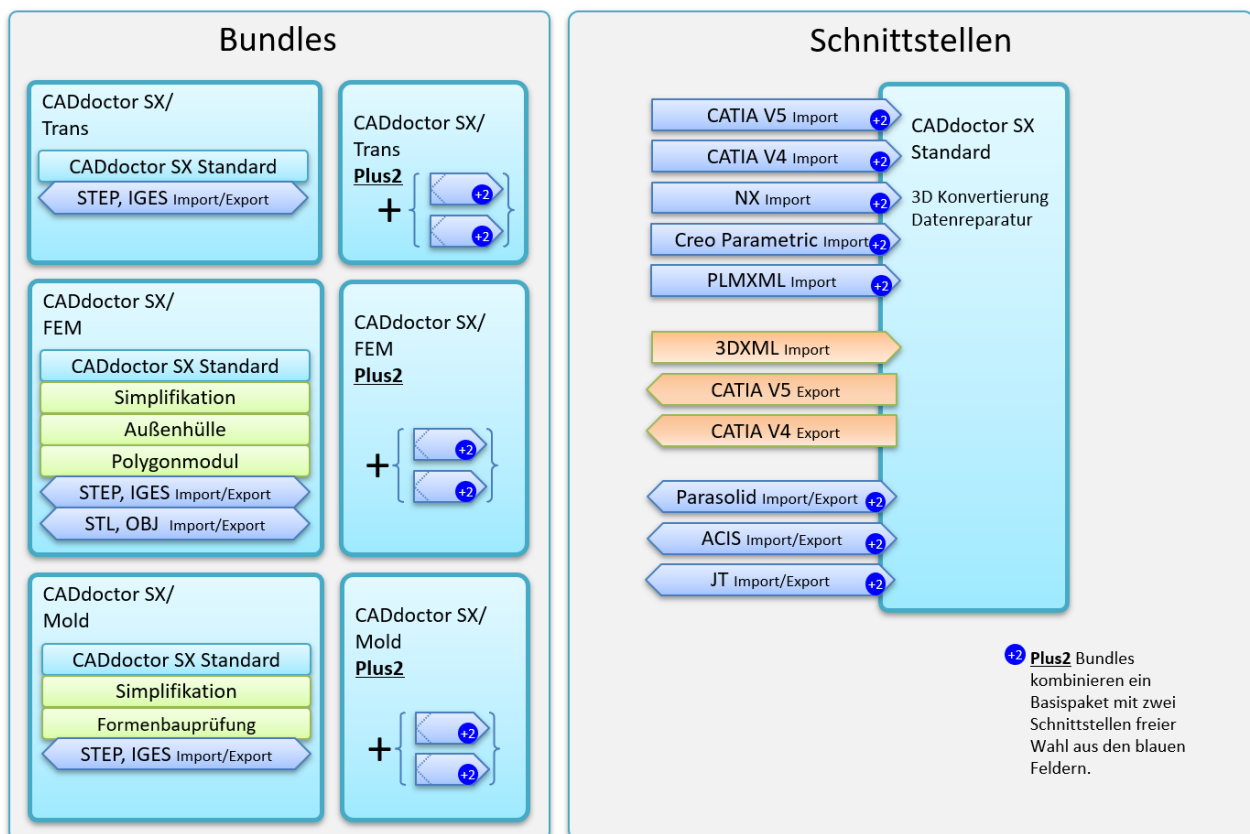 Bundles
CADdoctor SX/
Trans
CADdoctor SX Standard
STEP, IGES Import/Export
CADdoctor SX/
Trans
Plus2
+
+2
+2
CADdoctor SX/
FEM
CADdoctor SX Standard
Simplifikation
Außenhülle
Polygonmodul
STEP, IGES Import/Export
STL, OBJ Import/Export
CADdoctor SX/
FEM
Plus2
+
+2
+2
CADdoctor SX/
Mold
CADdoctor SX Standard
Simplifikation
Formenbauprüfung
STEP, IGES Import/Export
CADdoctor SX/
Mold
Plus2
+
+2
+2
Schnittstellen
CATIA V5 Import +2
CATIA V4 Import +2
NX Import +2
Creo Parametric Import +2
PLMXML Import +2
3DXML Import
CATIA V5 Export
CATIA V4 Export
Parasolid Import/Export +2
ACIS Import/Export +2
JT Import/Export +2
CADdoctor SX
Standard
3D Konvertierung
Datenreparatur
+2 Plus2 Bundles
kombinieren ein
Basispaket mit zwei
Schnittstellen freier
Wahl aus den blauen
Feldern.